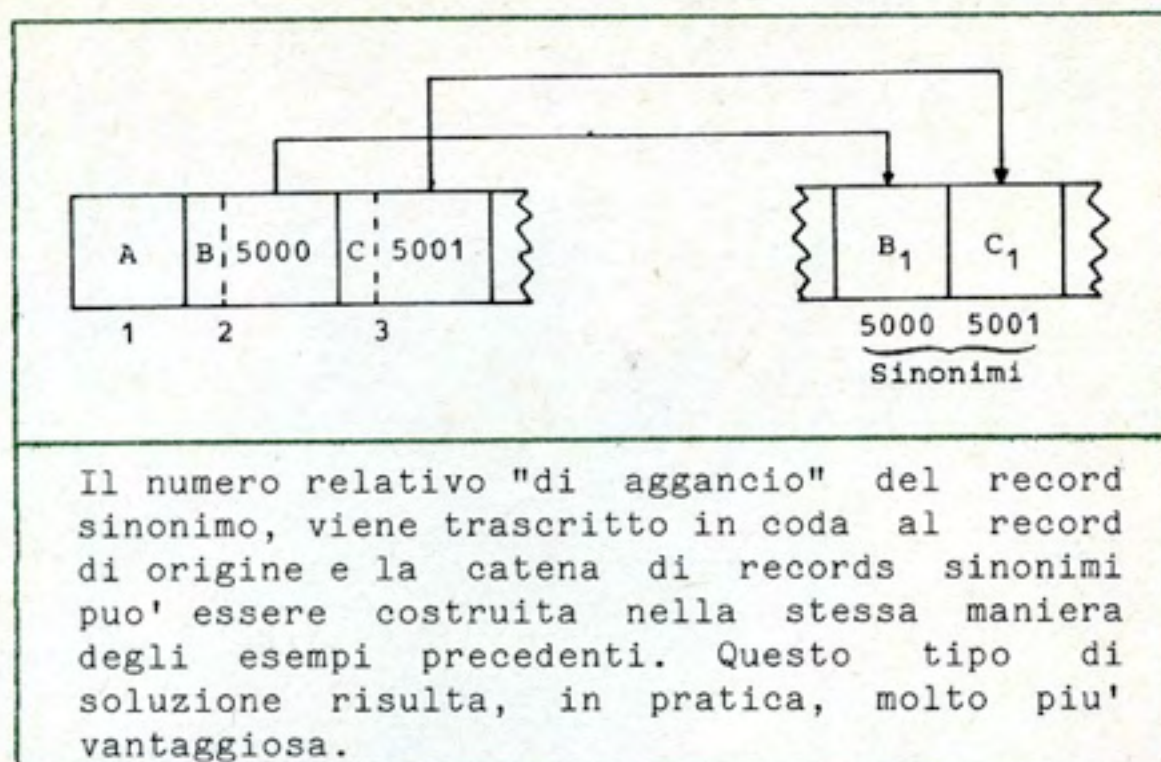 A B 5000 C 5001 B₁ C₁
1 2 3 5000 5001
Sinonimi
Il numero relativo "di aggancio" del record
sinonimo, viene trascritto in coda al record
di origine e la catena di records sinonimi
puo' essere costruita nella stessa maniera
degli esempi precedenti. Questo tipo di
soluzione risulta, in pratica, molto piu'
vantaggiosa.